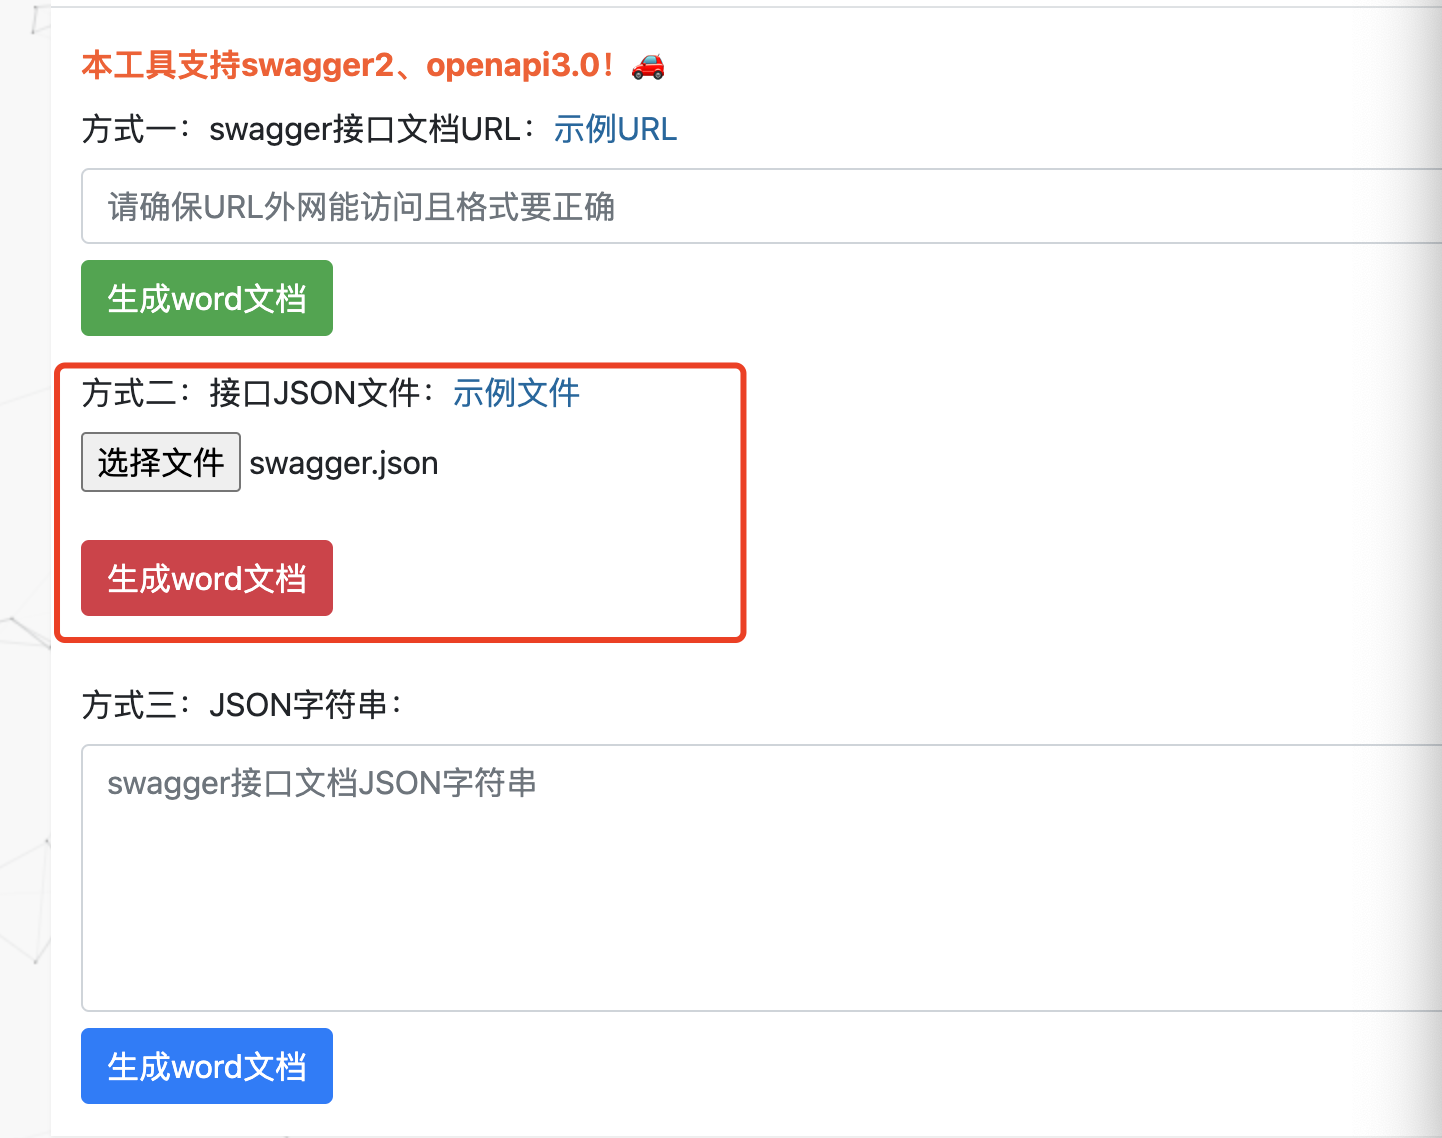 本工具支持swagger2、openapi3.0！🚗
方式一：swagger接口文档URL：示例URL
请确保URL外网能访问且格式要正确
生成word文档
方式二：接口JSON文件：示例文件
选择文件 swagger.json
生成word文档
方式三：JSON字符串：
swagger接口文档JSON字符串
生成word文档